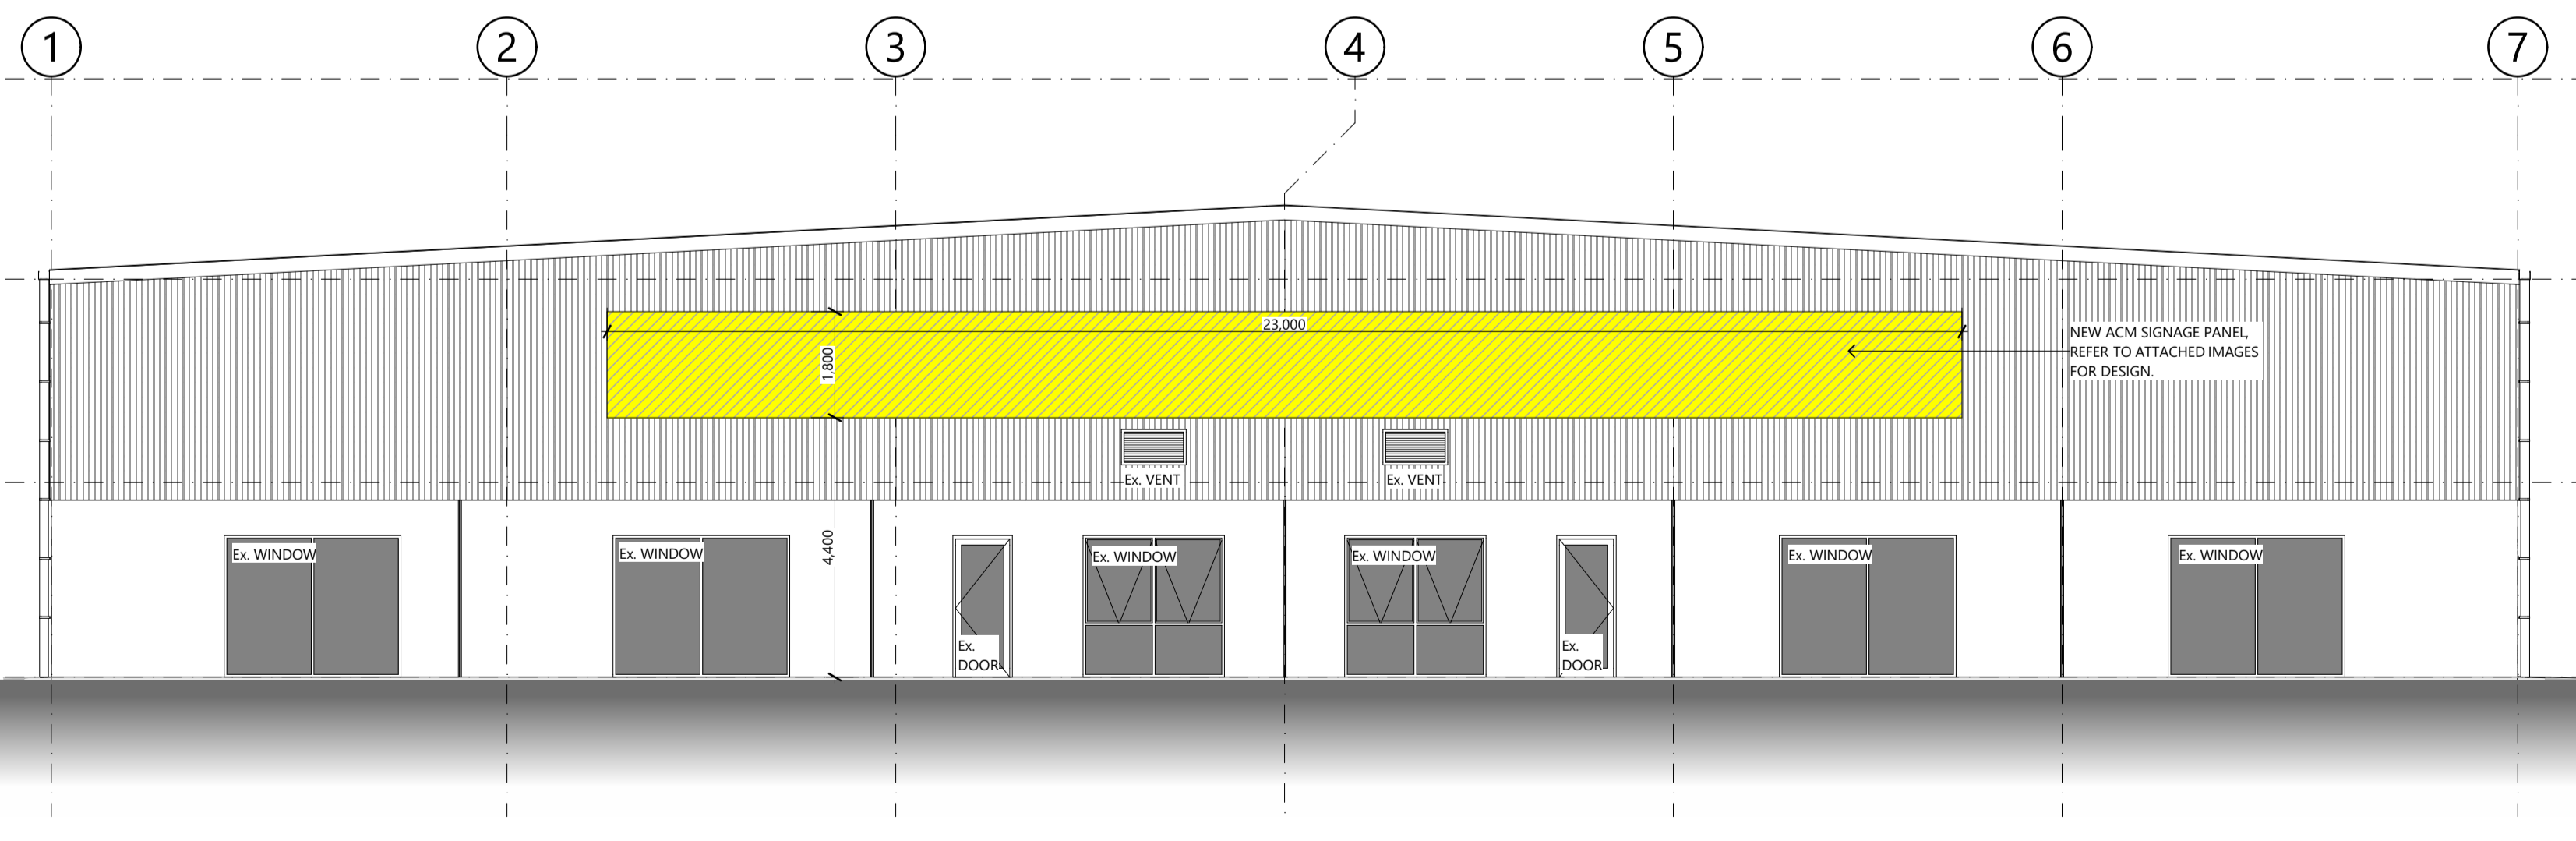 1
2
3
4
5
6
7
23,000
1,800
NEW ACM SIGNAGE PANEL,
REFER TO ATTACHED IMAGES
FOR DESIGN.
Ex. VENT
Ex. VENT
4,400
Ex. WINDOW
Ex. WINDOW
Ex.
DOOR
Ex. WINDOW
Ex. WINDOW
Ex.
DOOR
Ex. WINDOW
Ex. WINDOW